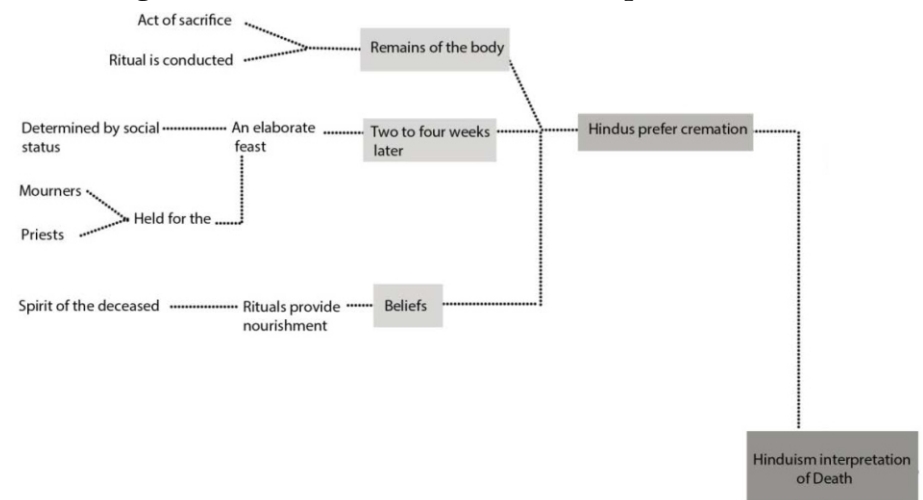 Act of sacrifice
Ritual is conducted
Remains of the body
Determined by social
status
An elaborate
feast
Two to four weeks
later
Hindus prefer cremation
Mourners
Priests
Held for the
Spirit of the deceased
Rituals provide
nourishment
Beliefs
Hinduism interpretation
of Death